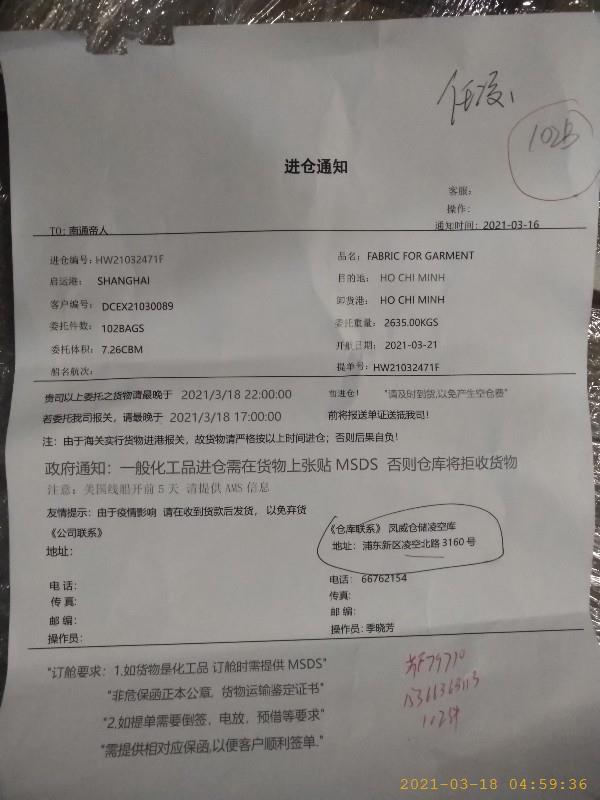 102B
进仓通知
客服：
操作：
TO：南通帝人
通知时间：2021-03-16
进仓编号：HW21032471F
品名：FABRIC FOR GARMENT
启运港：SHANGHAI
目的地：HO CHI MINH
客户编号：DCEX21030089
卸货港：HO CHI MINH
委托件数：102BAGS
委托重量：2635.00KGS
委托体积：7.26CBM
开航日期：2021-03-21
船名航次：
提单号：HW21032471F
贵司以上委托之货物请最晚于 2021/3/18 22:00:00 前进仓！ "请及时到货,以免产生空仓费"
若委托我司报关，请最晚于 2021/3/18 17:00:00 前将报送单证送抵我司！
注：由于海关实行货物进港报关，故货物请严格按以上时间进仓；否则后果自负！
政府通知：一般化工品进仓需在货物上张贴 MSDS 否则仓库将拒收货物
注意：美国线船开前 5 天 请提供 AMS 信息
友情提示：由于疫情影响 请在收到货款后发货， 以免弃货
《公司联系》
《仓库联系》 凤威仓储凌空库
地址：
地址： 浦东新区凌空北路 3160 号
电话：
电话： 66762154
传真：
传真：
邮编：
邮编：
操作员：
操作员：季晓芳
"订舱要求：1.如货物是化工品 订舱时需提供 MSDS"
"非危保函正本公章，货物运输鉴定证书"
"2.如提单需要倒签，电放，预借等要求"
"需提供相对应保函,以便客户顺利签单."
2021-03-18 04:59:36